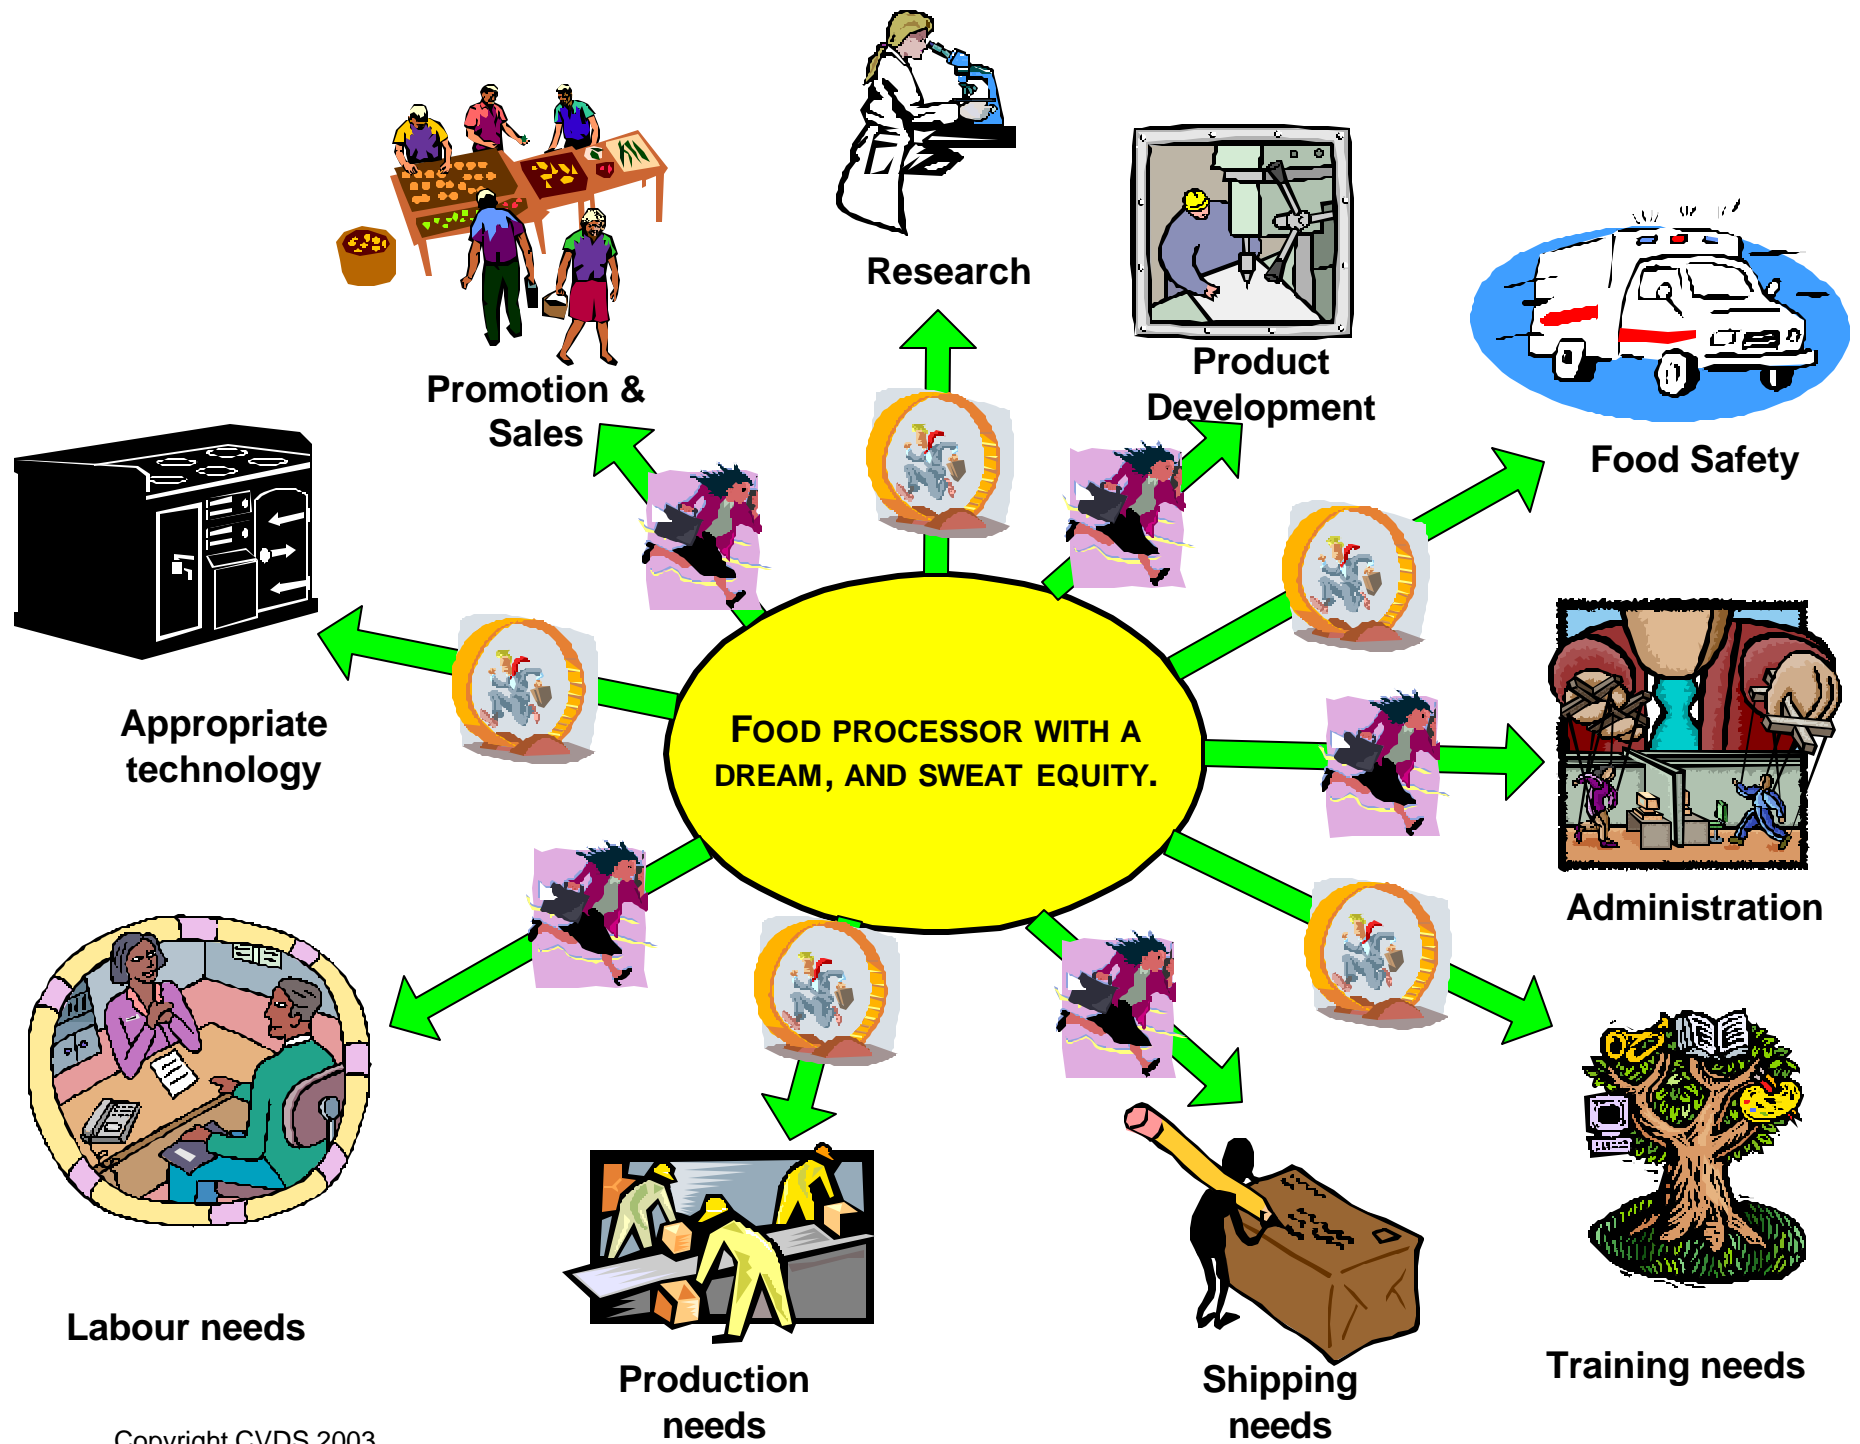 Research
Product
Development
Promotion &
Sales
Food Safety
Appropriate
technology
FOOD PROCESSOR WITH A
DREAM, AND SWEAT EQUITY.
Administration
Labour needs
Production
needs
Shipping
needs
Training needs
Copyright CVDS 2003